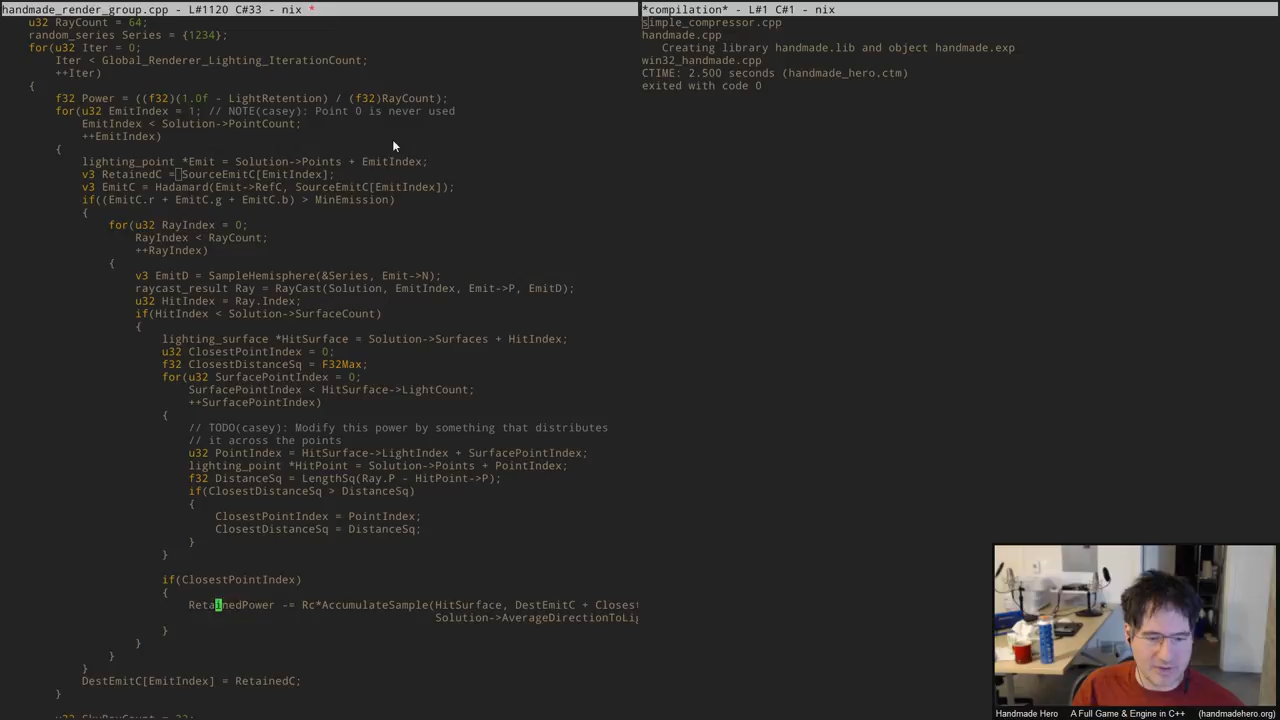 handmade_render_group.cpp - L#1120 C#33 - nix *
u32 RayCount = 64;
random_series Series = {1234};
for(u32 Iter = 0;
Iter < Global_Renderer_Lighting_IterationCount;
++Iter)
{
f32 Power = ((f32)(1.0f - LightRetention) / (f32)RayCount);
for(u32 EmitIndex = 1; // NOTE(casey): Point 0 is never used
EmitIndex < Solution->PointCount;
++EmitIndex)
{
lighting_point *Emit = Solution->Points + EmitIndex;
v3 RetainedC = SourceEmitC[EmitIndex];
v3 EmitC = Hadamard(Emit->RefC, SourceEmitC[EmitIndex]);
if((EmitC.r + EmitC.g + EmitC.b) > MinEmission)
{
for(u32 RayIndex = 0;
RayIndex < RayCount;
++RayIndex)
{
v3 EmitD = SampleHemisphere(&Series, Emit->N);
raycast_result Ray = RayCast(Solution, EmitIndex, Emit->P, EmitD);
u32 HitIndex = Ray.Index;
if(HitIndex < Solution->SurfaceCount)
{
lighting_surface *HitSurface = Solution->Surfaces + HitIndex;
u32 ClosestPointIndex = 0;
f32 ClosestDistanceSq = F32Max;
for(u32 SurfacePointIndex = 0;
SurfacePointIndex < HitSurface->LightCount;
++SurfacePointIndex)
{
// TODO(casey): Modify this power by something that distributes
// it across the points
u32 PointIndex = HitSurface->LightIndex + SurfacePointIndex;
lighting_point *HitPoint = Solution->Points + PointIndex;
f32 DistanceSq = LengthSq(Ray.P - HitPoint->P);
if(ClosestDistanceSq > DistanceSq)
{
ClosestPointIndex = PointIndex;
ClosestDistanceSq = DistanceSq;
}
}
if(ClosestPointIndex)
{
RetainedPower -= Rc*AccumulateSample(HitSurface, DestEmitC + Closest
Solution->AverageDirectionToLig
}
}
}
}
DestEmitC[EmitIndex] = RetainedC;
}
*compilation* - L#1 C#1 - nix
simple_compressor.cpp
handmade.cpp
Creating library handmade.lib and object handmade.exp
win32_handmade.cpp
CTIME: 2.500 seconds (handmade_hero.ctm)
exited with code 0
Handmade Hero A Full Game & Engine in C++ (handmadehero.org)